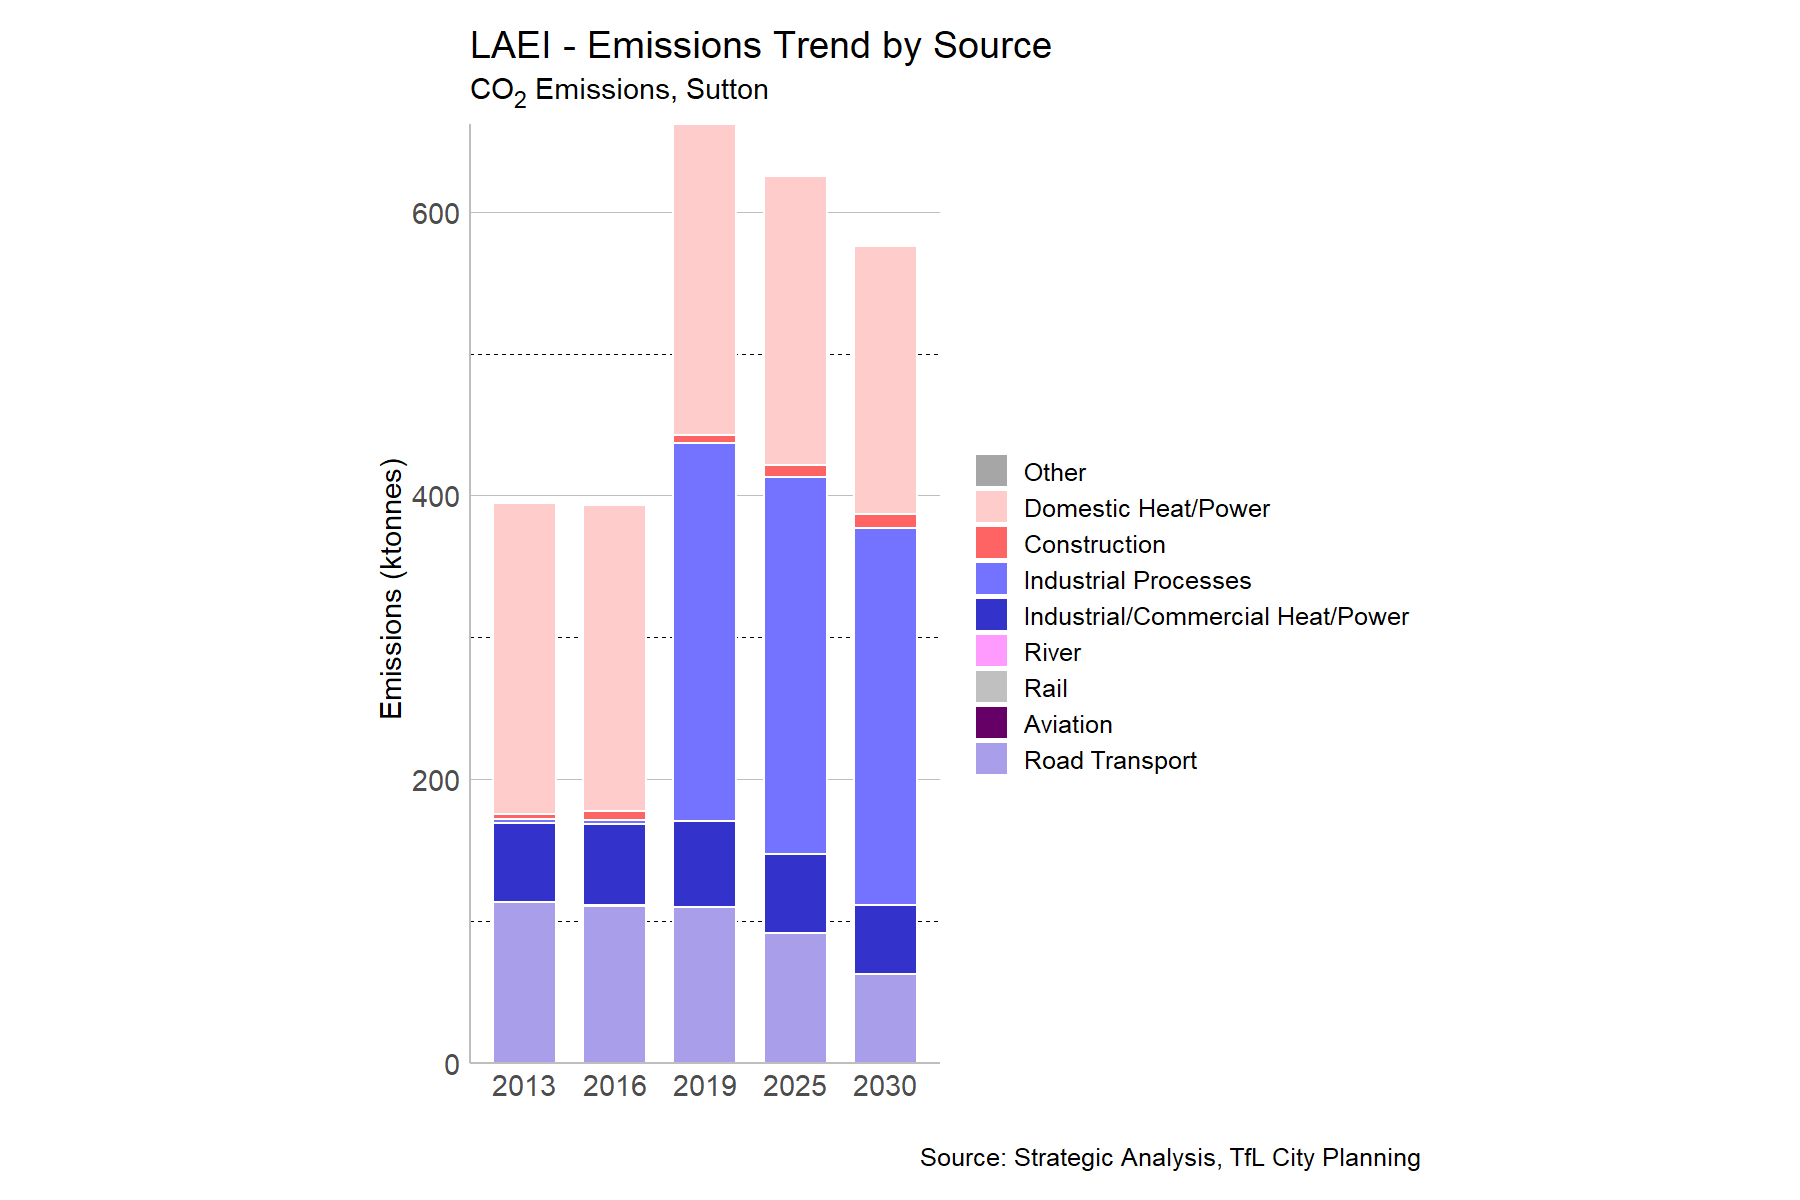 LAEI - Emissions Trend by Source
CO₂ Emissions, Sutton
Emissions (ktonnes)
600
400
200
0
2013 2016 2019 2025 2030
Other
Domestic Heat/Power
Construction
Industrial Processes
Industrial/Commercial Heat/Power
River
Rail
Aviation
Road Transport
Source: Strategic Analysis, TfL City Planning